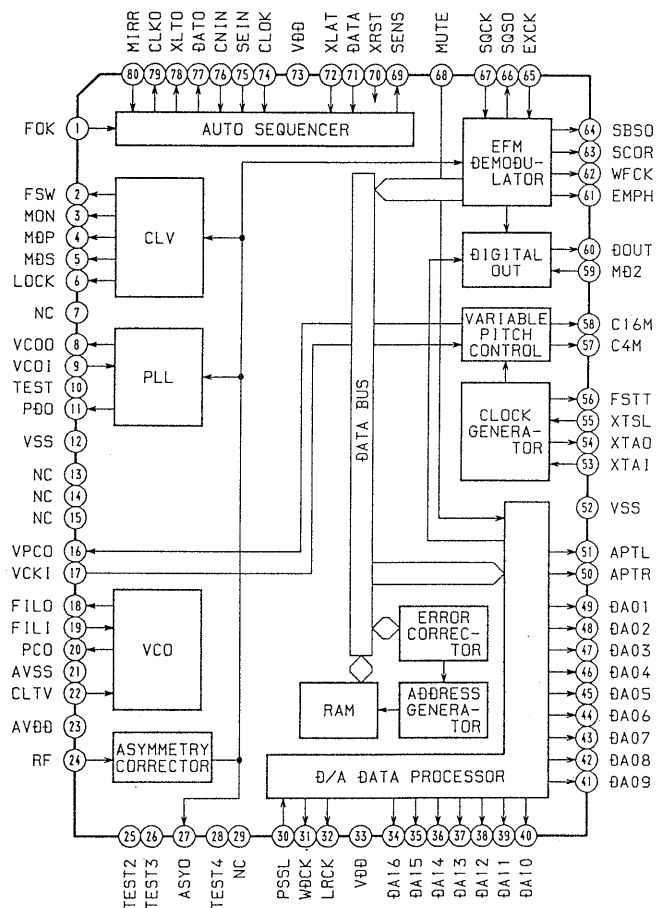 MIRR
CLKO
XLTO
DATO
CNIN
SEIN
CLOK
VDD
XLAT
DATA
XRST
SENS
MUTE
SQCK
SQSO
EXCK
80
79
78
77
76
75
74
73
72
71
70
69
68
67
66
65
FOK
1
AUTO SEQUENCER
EFM
DEMODU-
LATOR
64
SBSO
63
SCOR
62
WFCK
61
EMPH
FSW
2
MON
3
MDP
4
MDS
5
LOCK
6
CLV
DIGITAL
OUT
60
DOUT
59
MD2
NC
7
VCOO
8
VCOI
9
TEST
10
PDO
11
PLL
VARIABLE
PITCH
CONTROL
58
C16M
57
C4M
DATA BUS
CLOCK
GENERA-
TOR
56
FSTT
55
XTSL
54
XTAO
53
XTAI
VSS
12
NC
13
NC
14
NC
15
52
VSS
VPCO
16
VCKI
17
51
APTL
50
APTR
FILO
18
FILI
19
PCO
20
AVSS
21
CLTV
22
VCO
ERROR
CORREC-
TOR
RAM
ADDRESS
GENERA-
TOR
49
DA01
48
DA02
47
DA03
46
DA04
45
DA05
44
DA06
43
DA07
42
DA08
41
DA09
AVDD
23
RF
24
ASYMMETRY
CORRECTOR
D/A DATA PROCESSOR
25
26
27
28
29
30
31
32
33
34
35
36
37
38
39
40
TEST2
TEST3
ASYO
TEST4
NC
PSSL
WDCK
LRCK
VDD
DA16
DA15
DA14
DA13
DA12
DA11
DA10